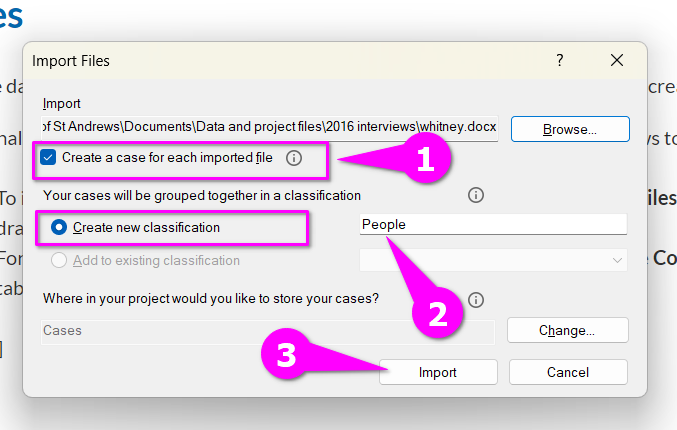 es
Import Files
?
e da
crea
Import
of St Andrews\Documents\Data and project files\2016 interviews\whitney.docx
Browse...
nal
ws to
Create a case for each imported file
1
Your cases will be grouped together in a classification
To i
iles
Create new classification
People
dra
For
Add to existing classification
e Co
tab
Where in your project would you like to store your cases?
2
Cases
Change...
]
3
Import
Cancel